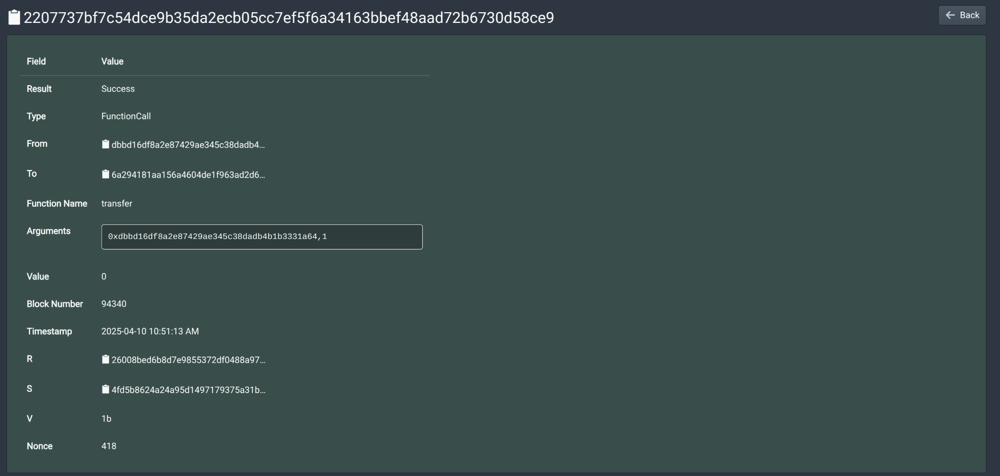 2207737bf7c54dce9b35da2ecb05cc7ef5f6a34163bbef48aad72b6730d58ce9
Back
Field Value
Result Success
Type FunctionCall
From dbbd16df8a2e87429ae345c38dadb4...
To 6a294181aa156a4604de1f963ad2d6...
Function Name transfer
Arguments 0xdbbd16df8a2e87429ae345c38dadb4b1b3331a64,1
Value 0
Block Number 94340
Timestamp 2025-04-10 10:51:13 AM
R 26008bed6b8d7e9855372df0488a97...
S 4fd5b8624a24a95d1497179375a31b...
V 1b
Nonce 418